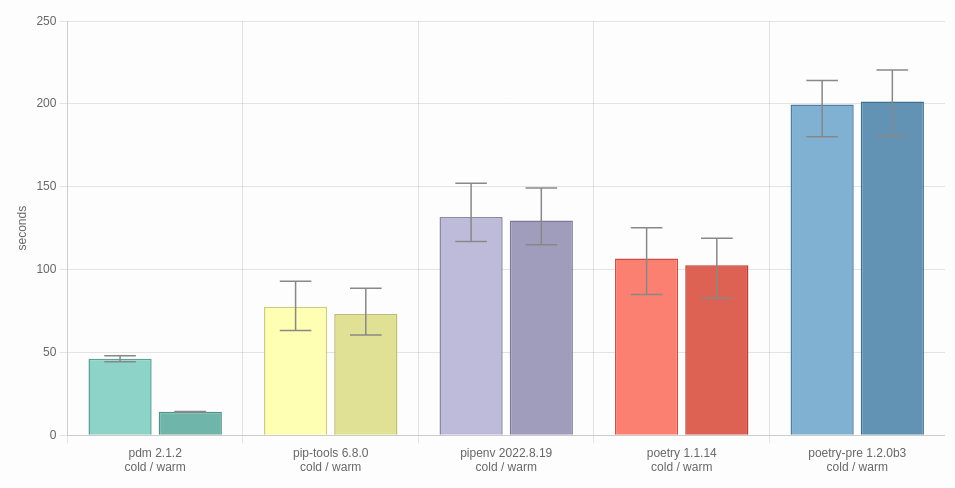 250
200
150
100
50
0
seconds
pdm 2.1.2
cold / warm
pip-tools 6.8.0
cold / warm
pipenv 2022.8.19
cold / warm
poetry 1.1.14
cold / warm
poetry-pre 1.2.0b3
cold / warm